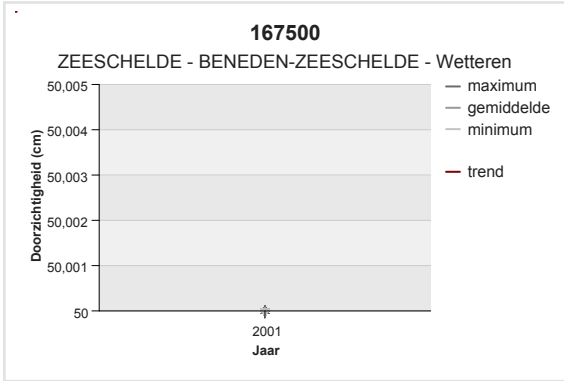 167500
ZEESCHELDE - BENEDEN-ZEESCHELDE - Wetteren
maximum
gemiddelde
minimum
trend
Doorzichtigheid (cm)
50,005
50,004
50,003
50,002
50,001
50
2001
Jaar